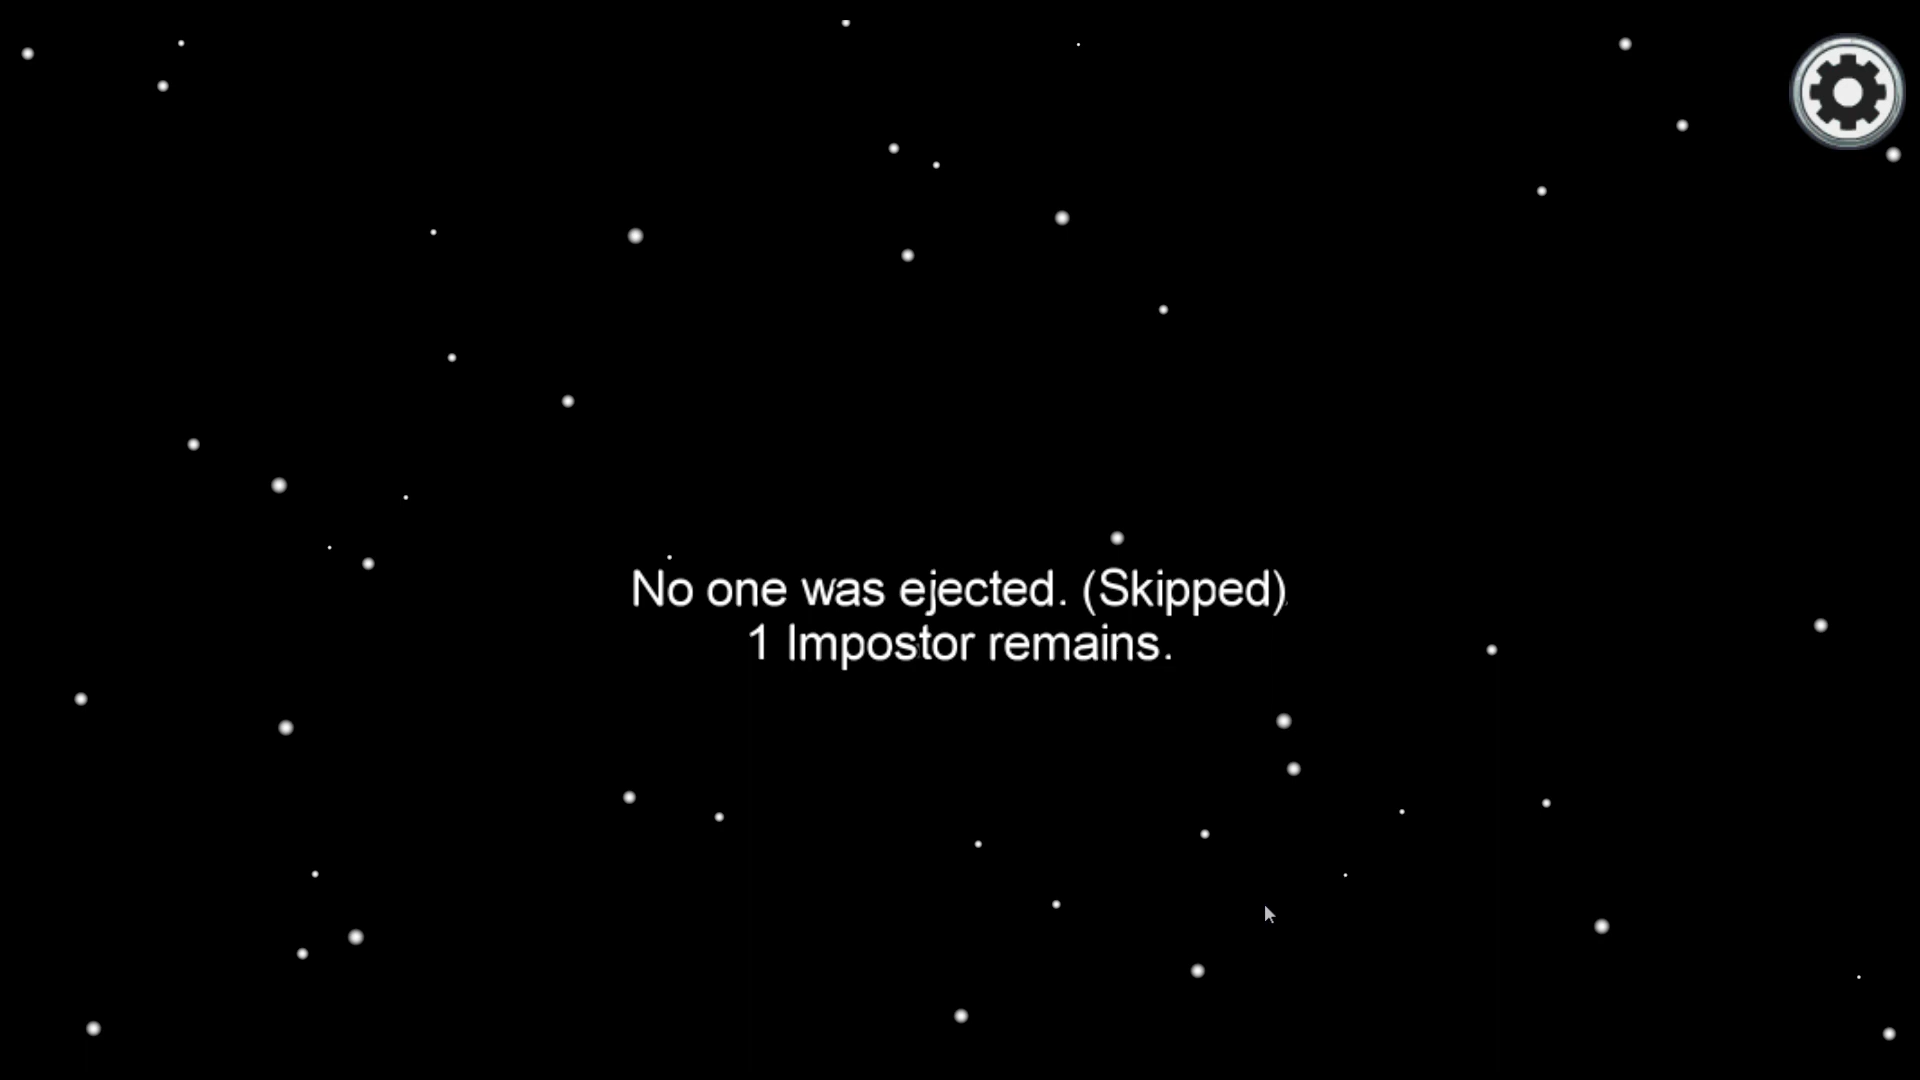 No one was ejected. (Skipped)
1 Impostor remains.